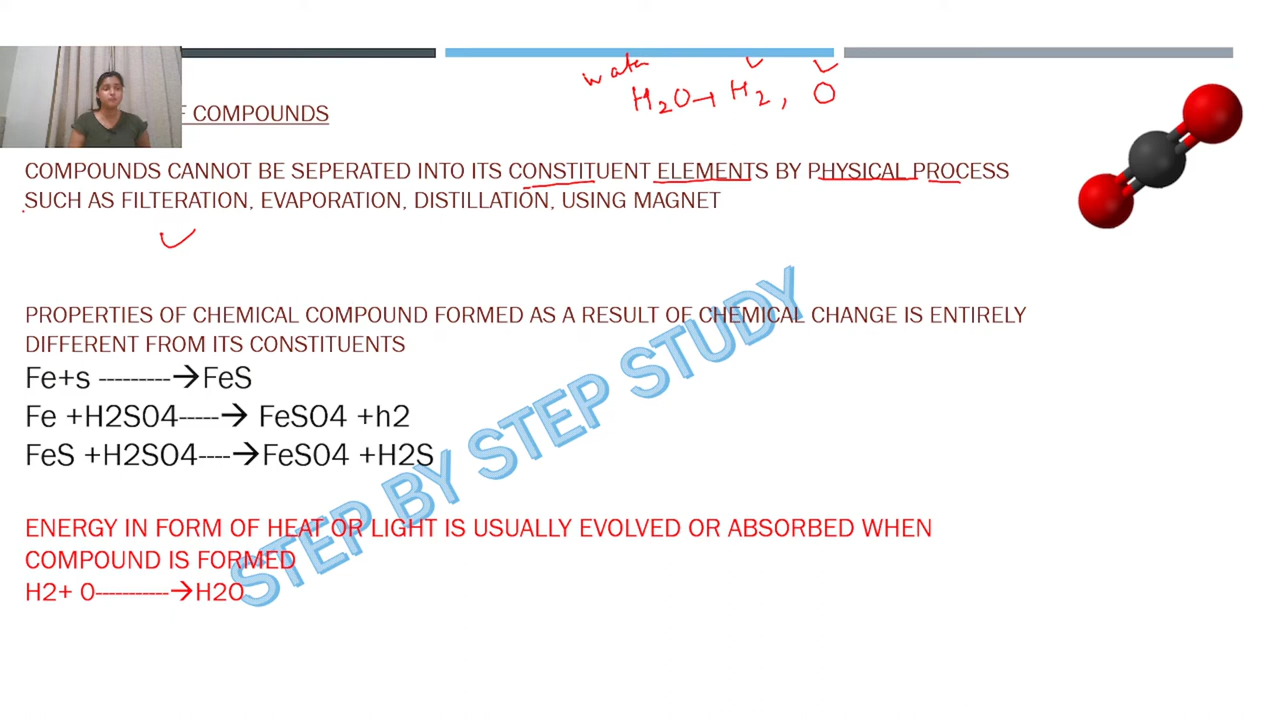 water
H2O → H2, O
F COMPOUNDS
COMPOUNDS CANNOT BE SEPERATED INTO ITS CONSTITUENT ELEMENTS BY PHYSICAL PROCESS
SUCH AS FILTERATION, EVAPORATION, DISTILLATION, USING MAGNET
PROPERTIES OF CHEMICAL COMPOUND FORMED AS A RESULT OF CHEMICAL CHANGE IS ENTIRELY
DIFFERENT FROM ITS CONSTITUENTS
Fe+s ---------→FeS
Fe +H2SO4-----→ FeSO4 +h2
FeS +H2SO4----→FeSO4 +H2S
STEP BY STEP STUDY
ENERGY IN FORM OF HEAT OR LIGHT IS USUALLY EVOLVED OR ABSORBED WHEN
COMPOUND IS FORMED
H2+ O-----------→H2O